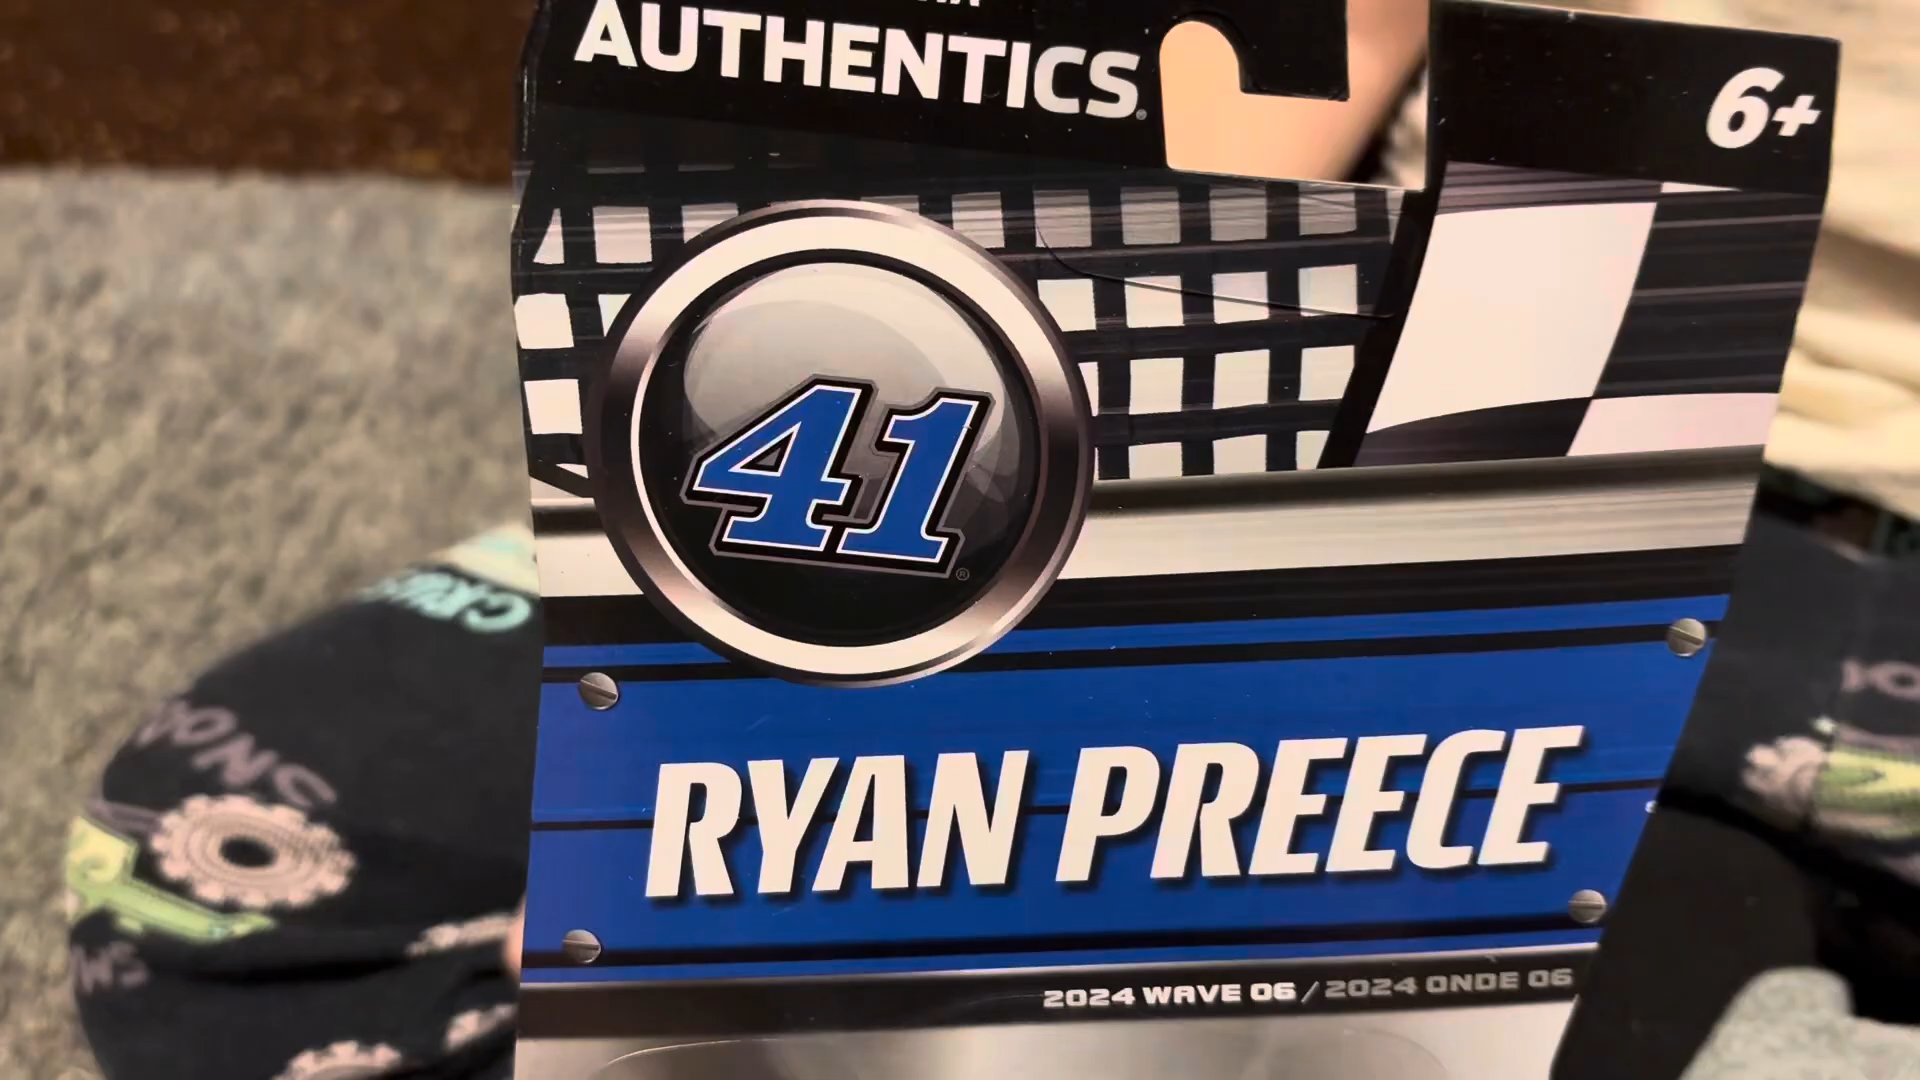 AUTHENTICS®
6+
41®
RYAN PREECE
2024 WAVE 06 / 2024 ONDE 06